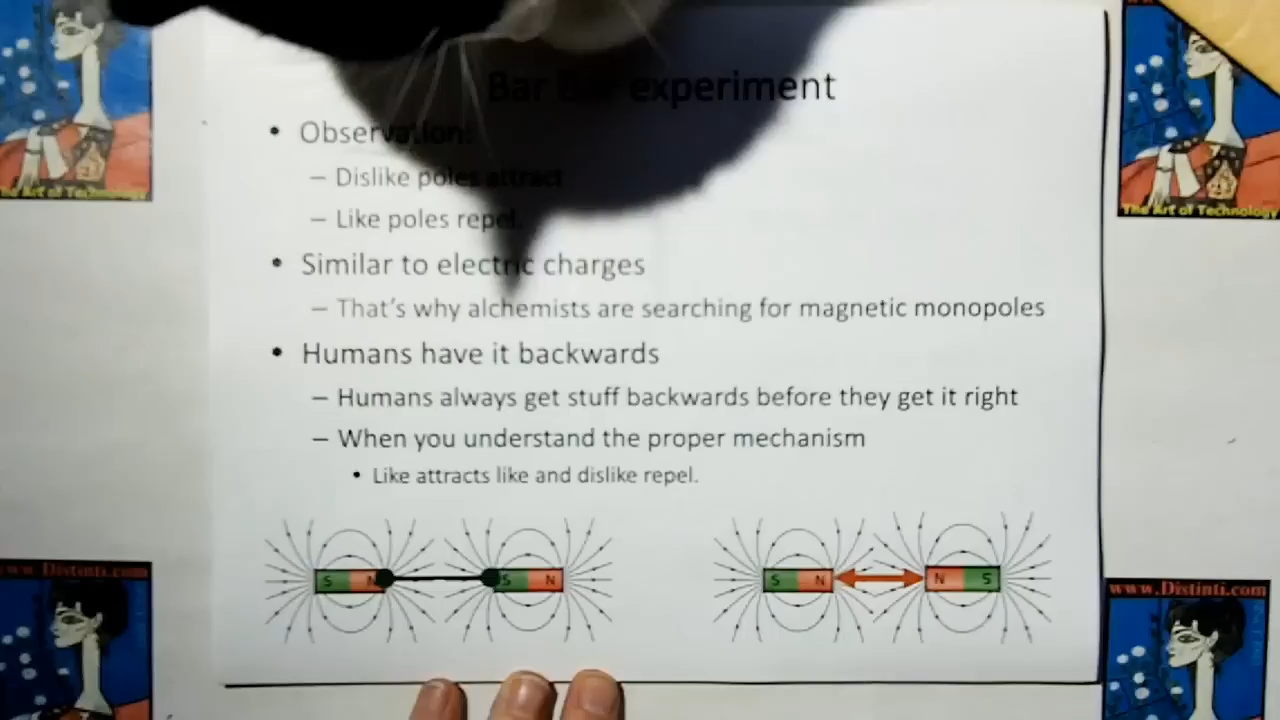 Bar Bar experiment
• Observation:
– Dislike poles attract
– Like poles repel.
• Similar to electric charges
– That's why alchemists are searching for magnetic monopoles
• Humans have it backwards
– Humans always get stuff backwards before they get it right
– When you understand the proper mechanism
• Like attracts like and dislike repel.
S N S N S N N S
The Art of Technology
The Art of Technology
www.Distinti.com
www.Distinti.com